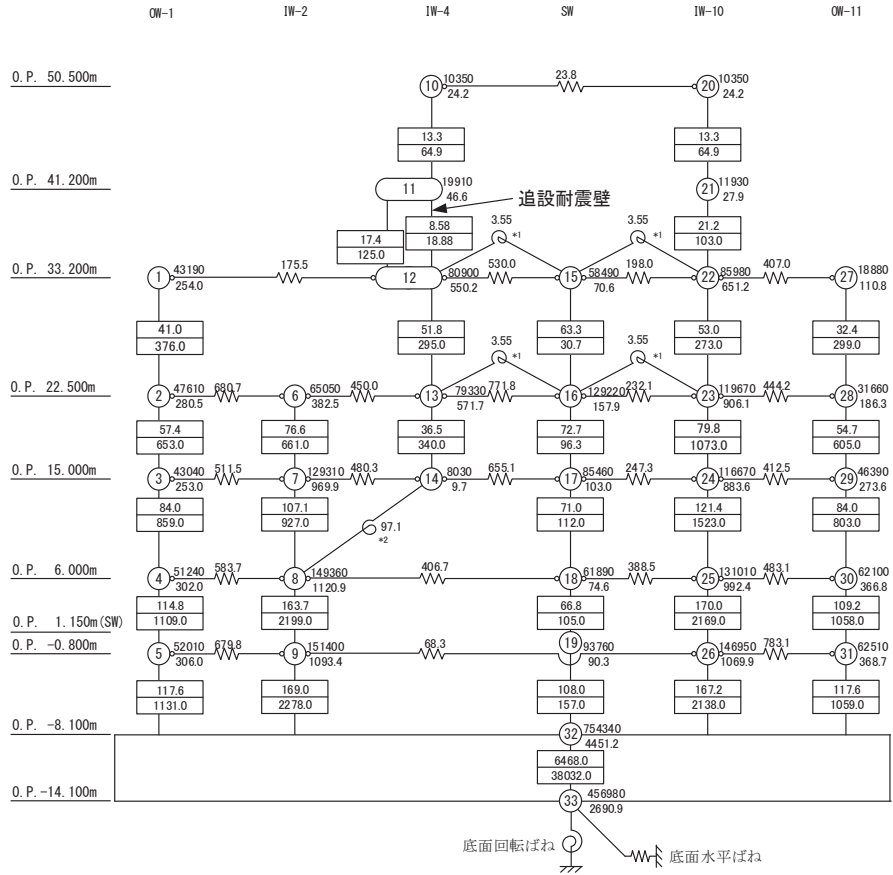 OW-1 IW-2 IW-4 SW IW-10 OW-11
O.P. 50.500m 10 10350 23.8 20 10350
24.2 24.2
13.3 13.3
64.9 64.9
O.P. 41.200m 11 19910 21 11930
46.6 27.9
追設耐震壁
17.4 8.58 3.55 3.55 21.2
125.0 18.88 *1 *1 103.0
O.P. 33.200m 1 43190 175.5 12 80900 530.0 15 58490 198.0 22 85980 407.0 27 18880
254.0 550.2 70.6 651.2 110.8
41.0 51.8 63.3 53.0 32.4
376.0 295.0 30.7 273.0 299.0
3.55 3.55
*1 *1
O.P. 22.500m 2 47610 680.7 6 65050 450.0 13 79330 771.8 16 129220 232.1 23 119670 444.2 28 31660
280.5 382.5 571.7 157.9 906.1 186.3
57.4 76.6 36.5 72.7 79.8 54.7
653.0 661.0 340.0 96.3 1073.0 605.0
O.P. 15.000m 3 43040 511.5 7 129310 480.3 14 8030 655.1 17 85460 247.3 24 116670 412.5 29 46390
253.0 969.9 9.7 103.0 883.6 273.6
84.0 107.1 71.0 121.4 84.0
859.0 927.0 112.0 1523.0 803.0
97.1
*2
O.P. 6.000m 4 51240 583.7 8 149360 406.7 18 61890 388.5 25 131010 483.1 30 62100
302.0 1120.9 74.6 992.4 366.8
114.8 163.7 66.8 170.0 109.2
1109.0 2199.0 105.0 2169.0 1058.0
O.P. 1.150m(SW)
O.P. -0.800m 5 52010 679.8 9 151400 68.3 19 93760 26 146950 783.1 31 62510
306.0 1093.4 90.3 1069.9 368.7
117.6 169.0 108.0 167.2 117.6
1131.0 2278.0 157.0 2138.0 1059.0
O.P. -8.100m 32 754340
4451.2
6468.0
38032.0
O.P.-14.100m 33 456980
2690.9
底面回転ばね 底面水平ばね